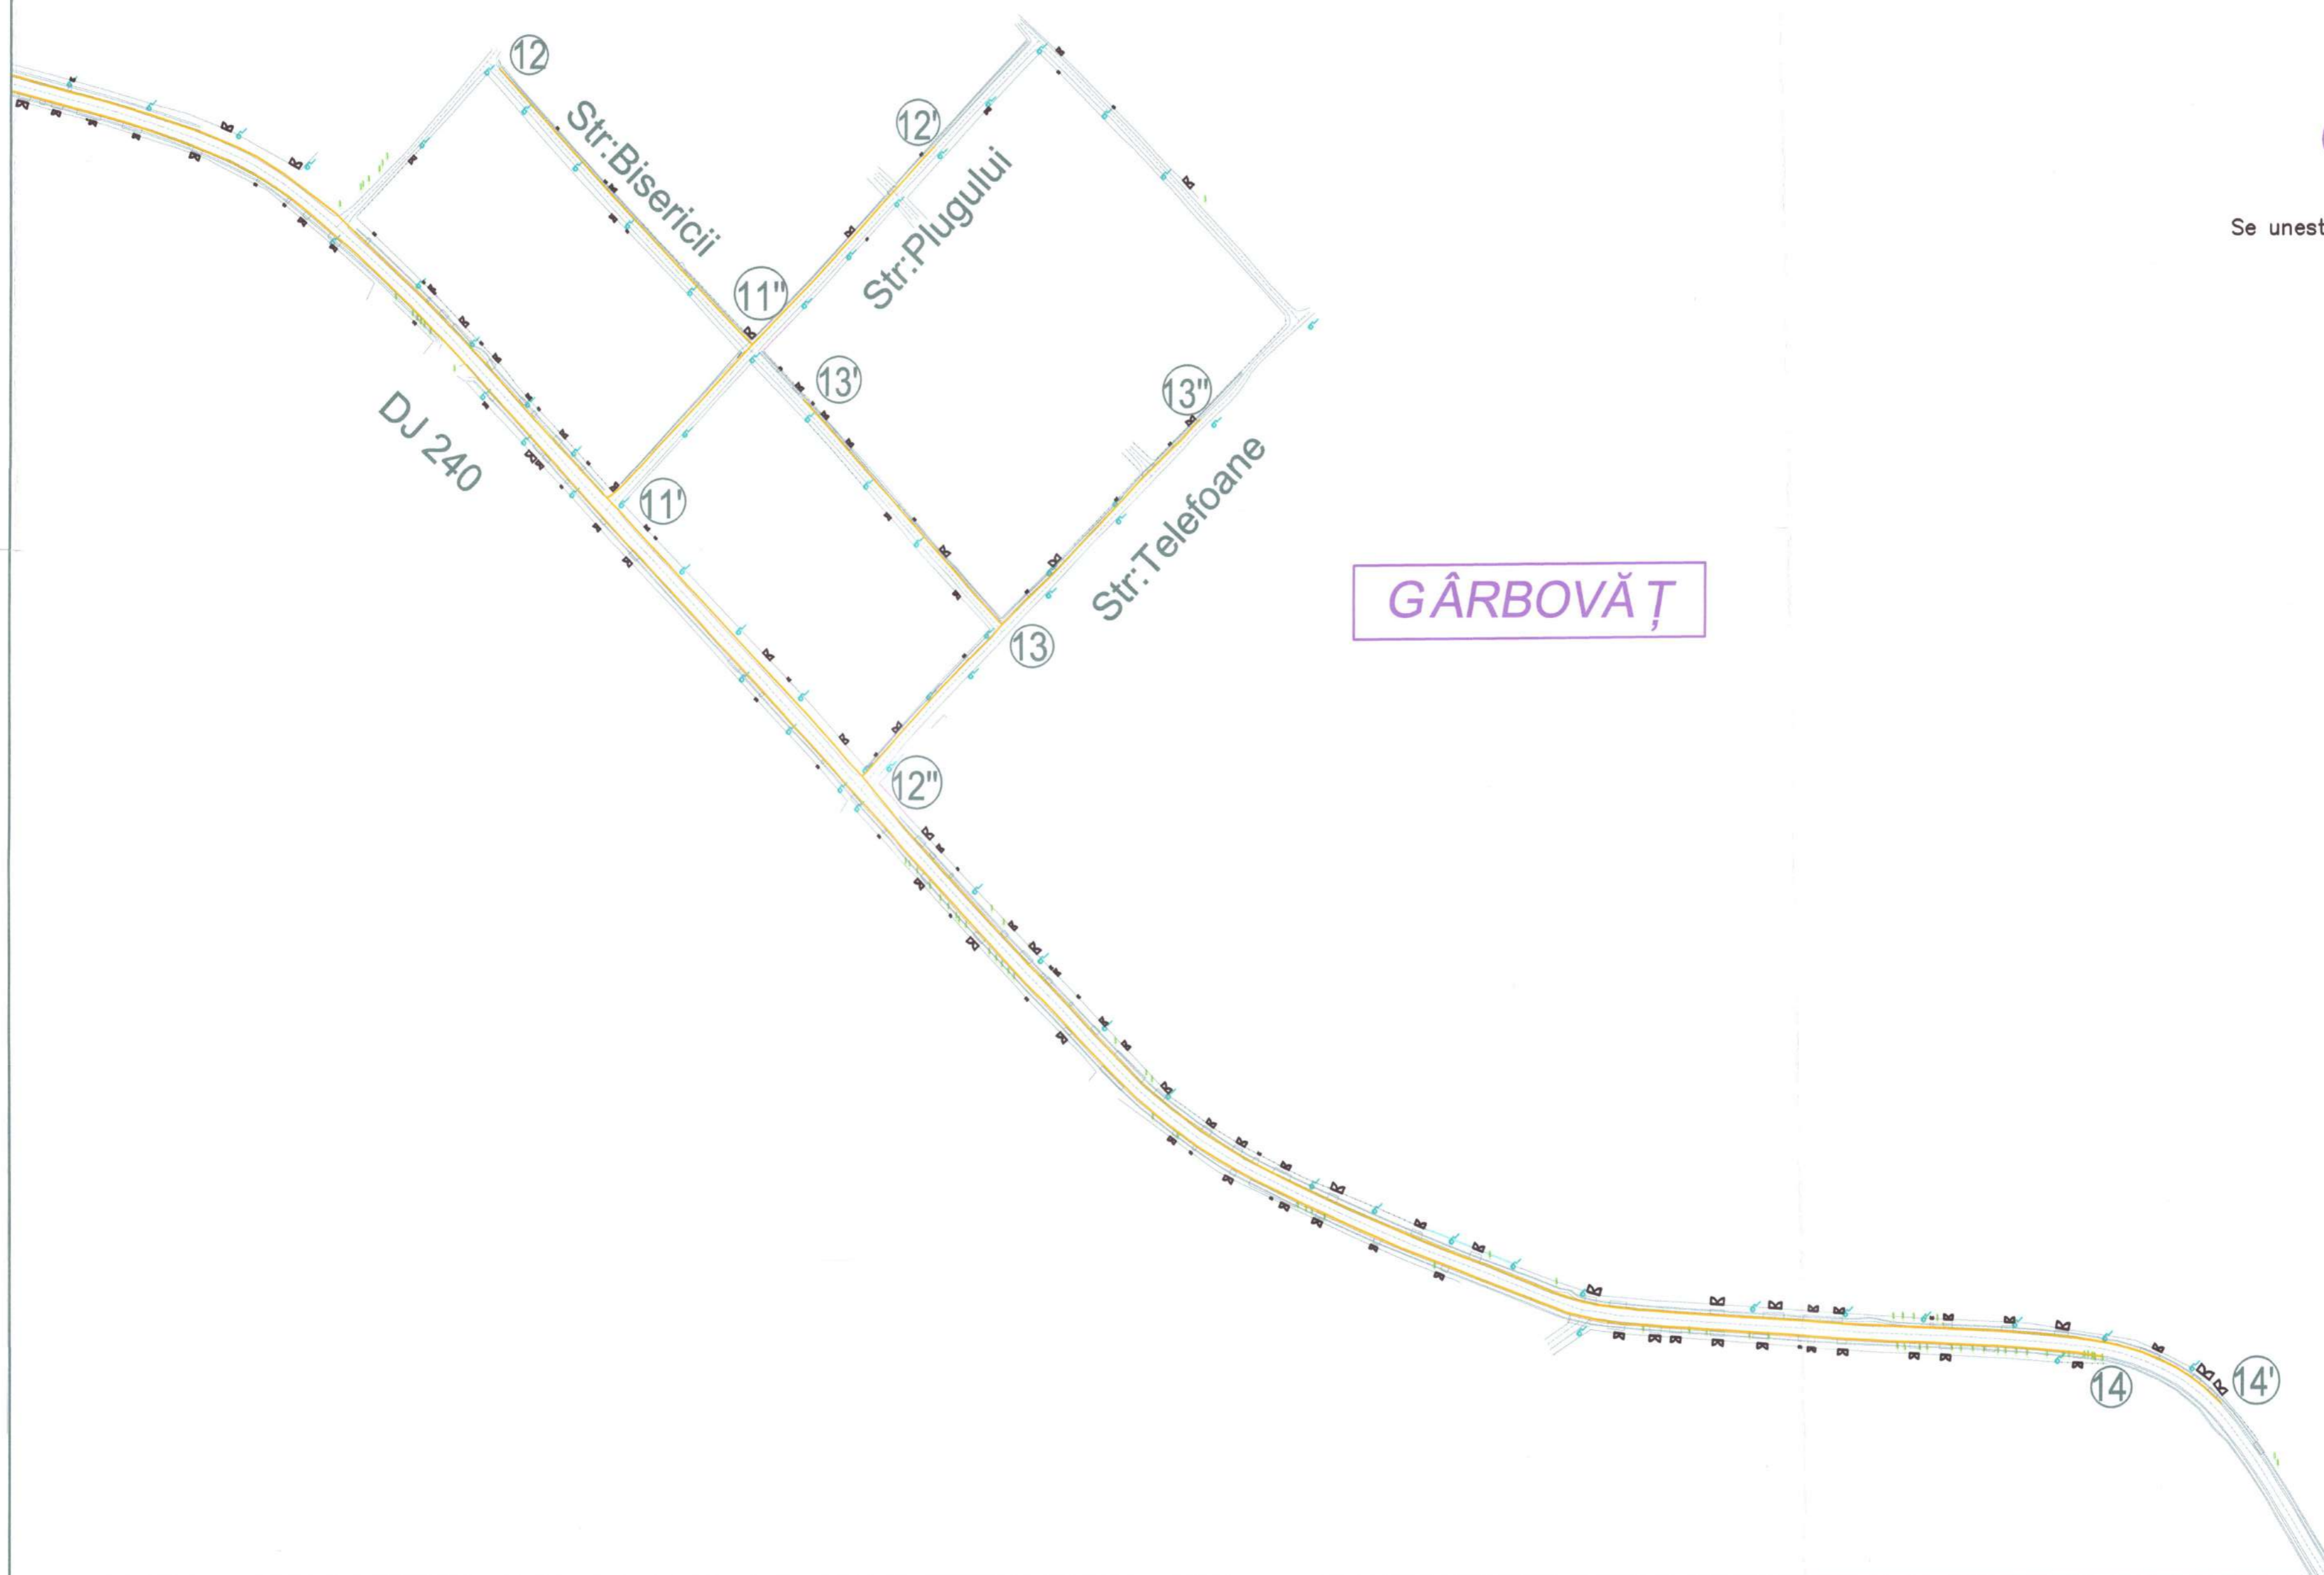 12
12'
Str:Bisericii
Str:Plugului
Se unest
11"
13'
13"
DJ 240
11'
Str:Telefoane
GÂRBOVĂȚ
13
12"
14
14'